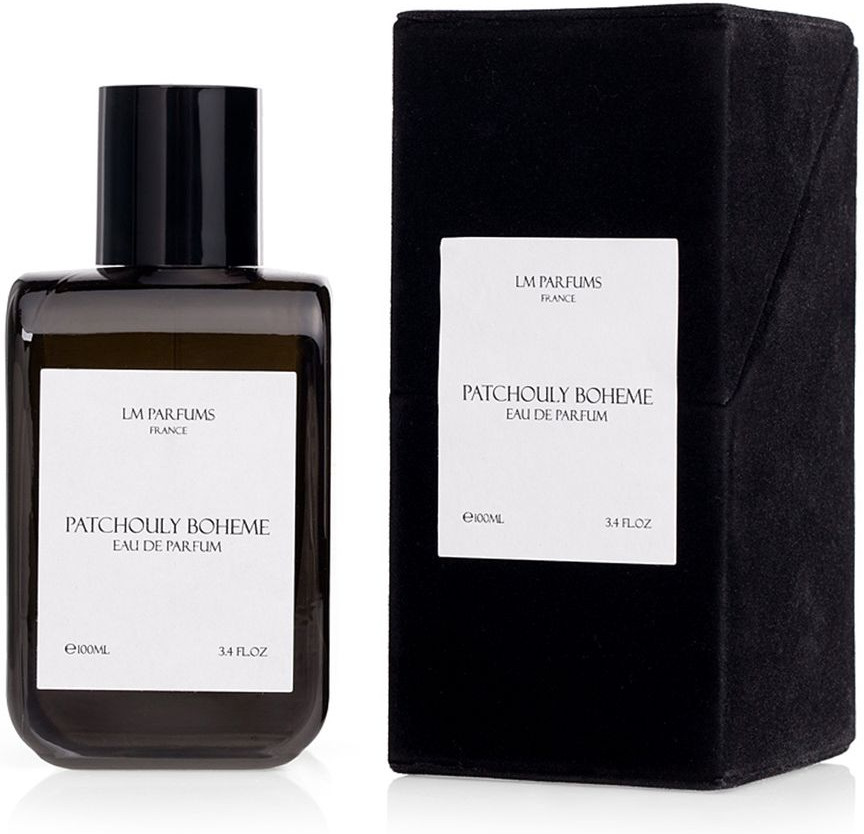 LM PARFUMS
FRANCE
PATCHOULY BOHEME
EAU DE PARFUM
℮100ML 3.4 FL.OZ
LM PARFUMS
FRANCE
PATCHOULY BOHEME
EAU DE PARFUM
℮100ML 3.4 FL.OZ